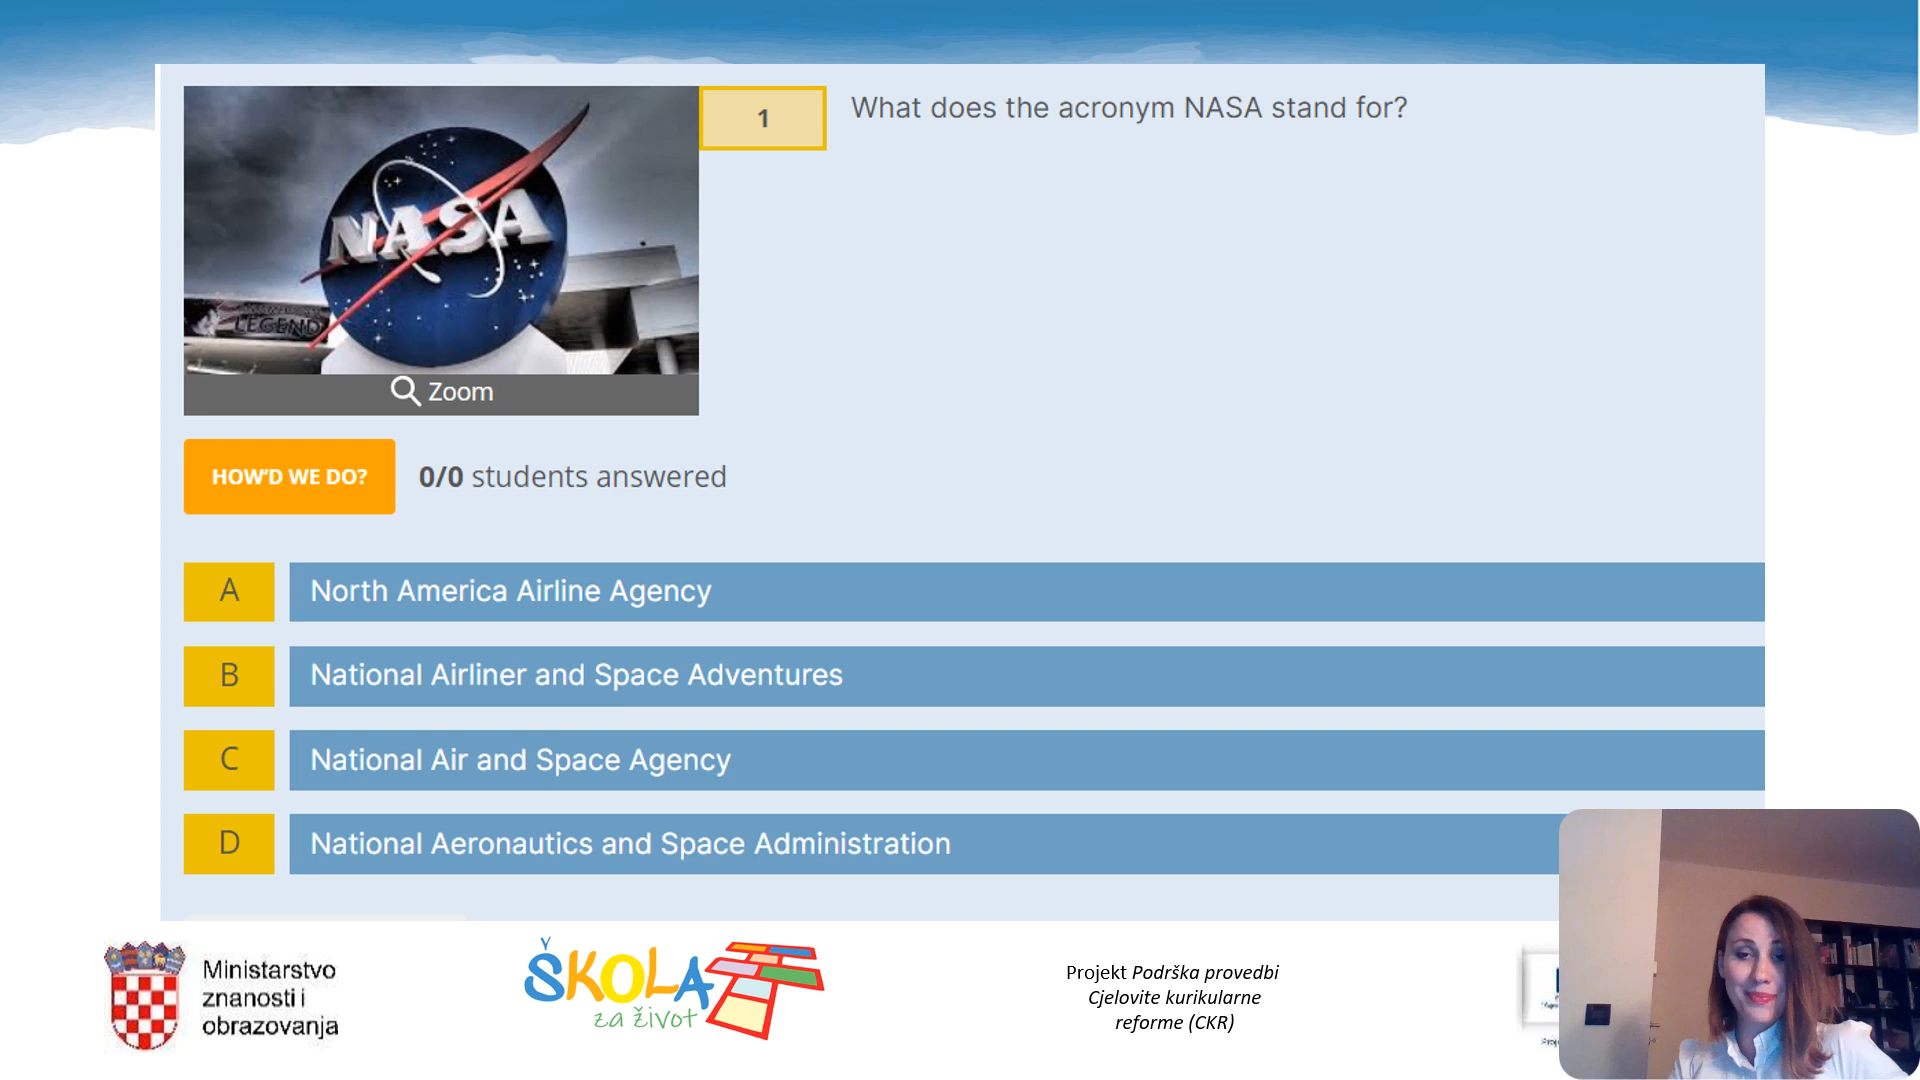 1
What does the acronym NASA stand for?
NASA
LEGEND
Zoom
HOW'D WE DO?
0/0 students answered
A
North America Airline Agency
B
National Airliner and Space Adventures
C
National Air and Space Agency
D
National Aeronautics and Space Administration
Ministarstvo
znanosti i
obrazovanja
ŠKOLA
za život
Projekt Podrška provedbi
Cjelovite kurikularne
reforme (CKR)